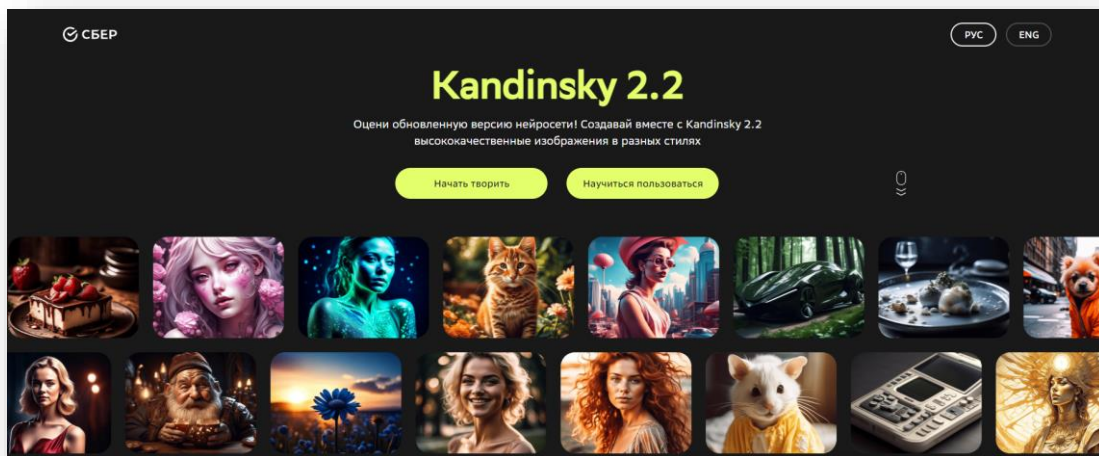 СБЕР
РУС
ENG
Kandinsky 2.2
Оцени обновленную версию нейросети! Создавай вместе с Kandinsky 2.2
высококачественные изображения в разных стилях
Начать творить
Научиться пользоваться